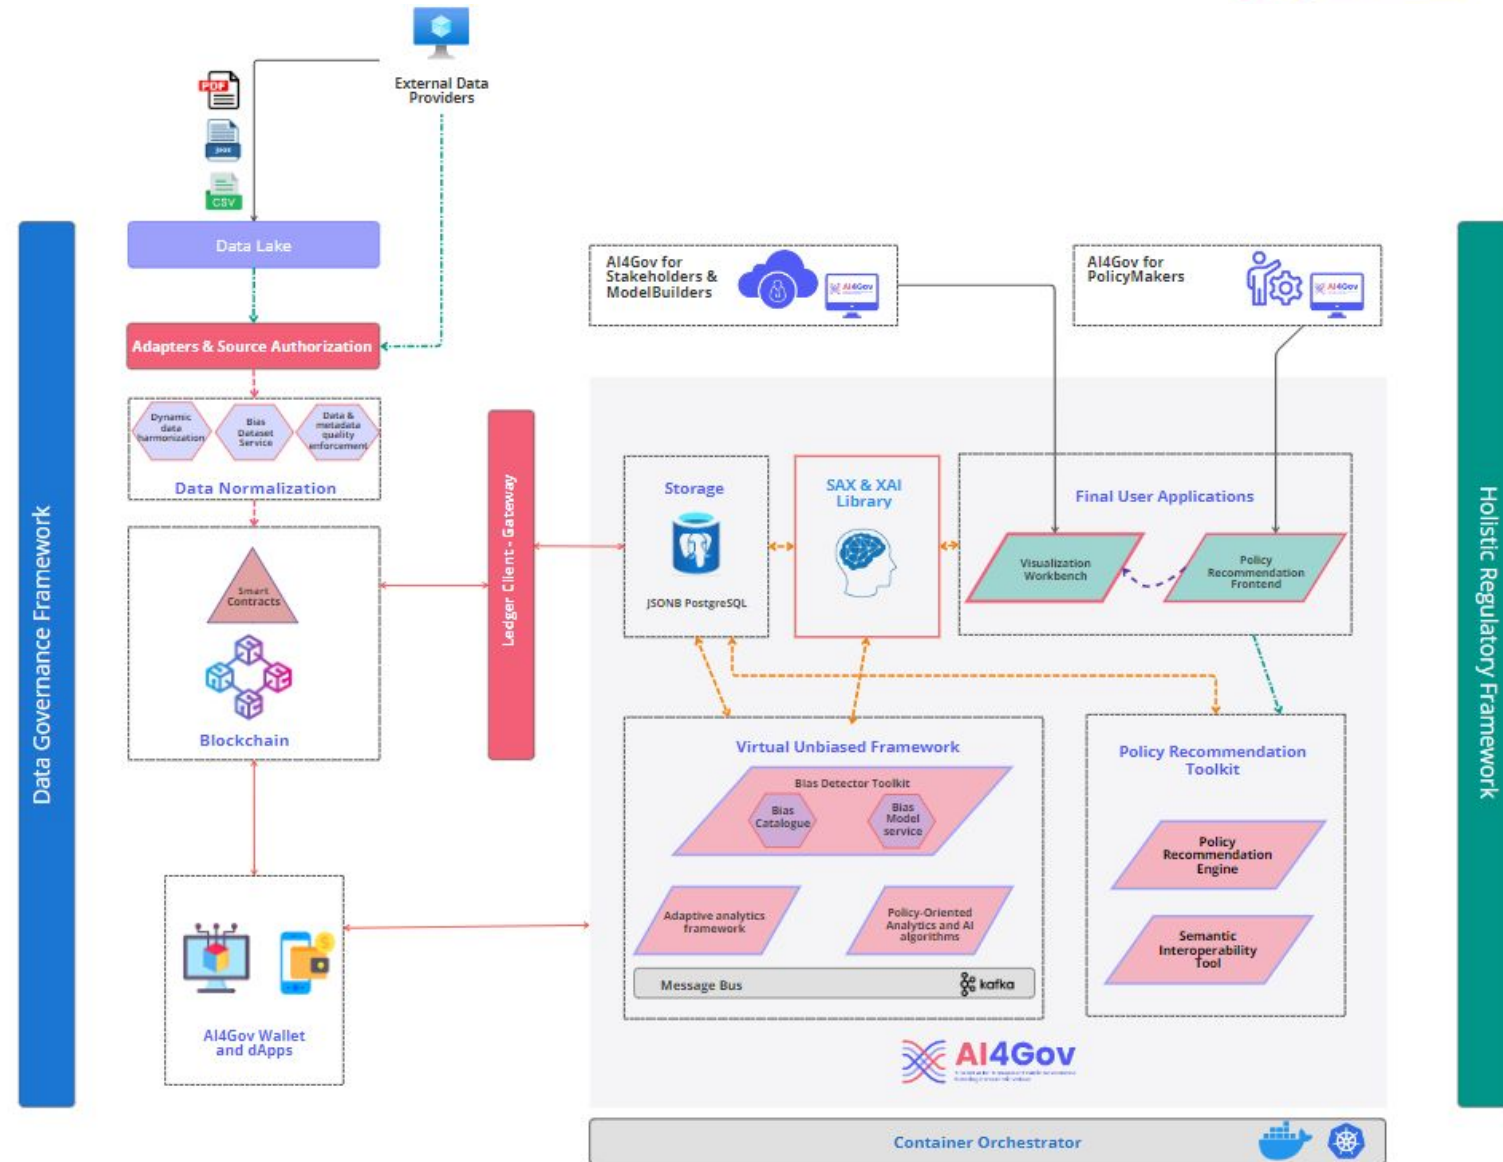 External Data
Providers
PDF
JSON
CSV
Data Lake
Adapters & Source Authorization
Dynamic
data
harmonization
Bias
Dataset
Service
Data &
metadata
quality
enforcement
Data Normalization
Smart
Contracts
Blockchain
AI4Gov Wallet
and dApps
Data Governance Framework
Ledger Client - Gateway
AI4Gov for
Stakeholders &
ModelBuilders
AI4Gov
AI4Gov for
PolicyMakers
AI4Gov
Storage
JSONB PostgreSQL
SAX & XAI
Library
Final User Applications
Visualization
Workbench
Policy
Recommendation
Frontend
Virtual Unbiased Framework
Bias Detector Toolkit
Bias
Catalogue
Bias
Model
service
Adaptive analytics
framework
Policy-Oriented
Analytics and AI
algorithms
Message Bus
kafka
Policy Recommendation
Toolkit
Policy
Recommendation
Engine
Semantic
Interoperability
Tool
AI4Gov
Container Orchestrator
Holistic Regulatory Framework